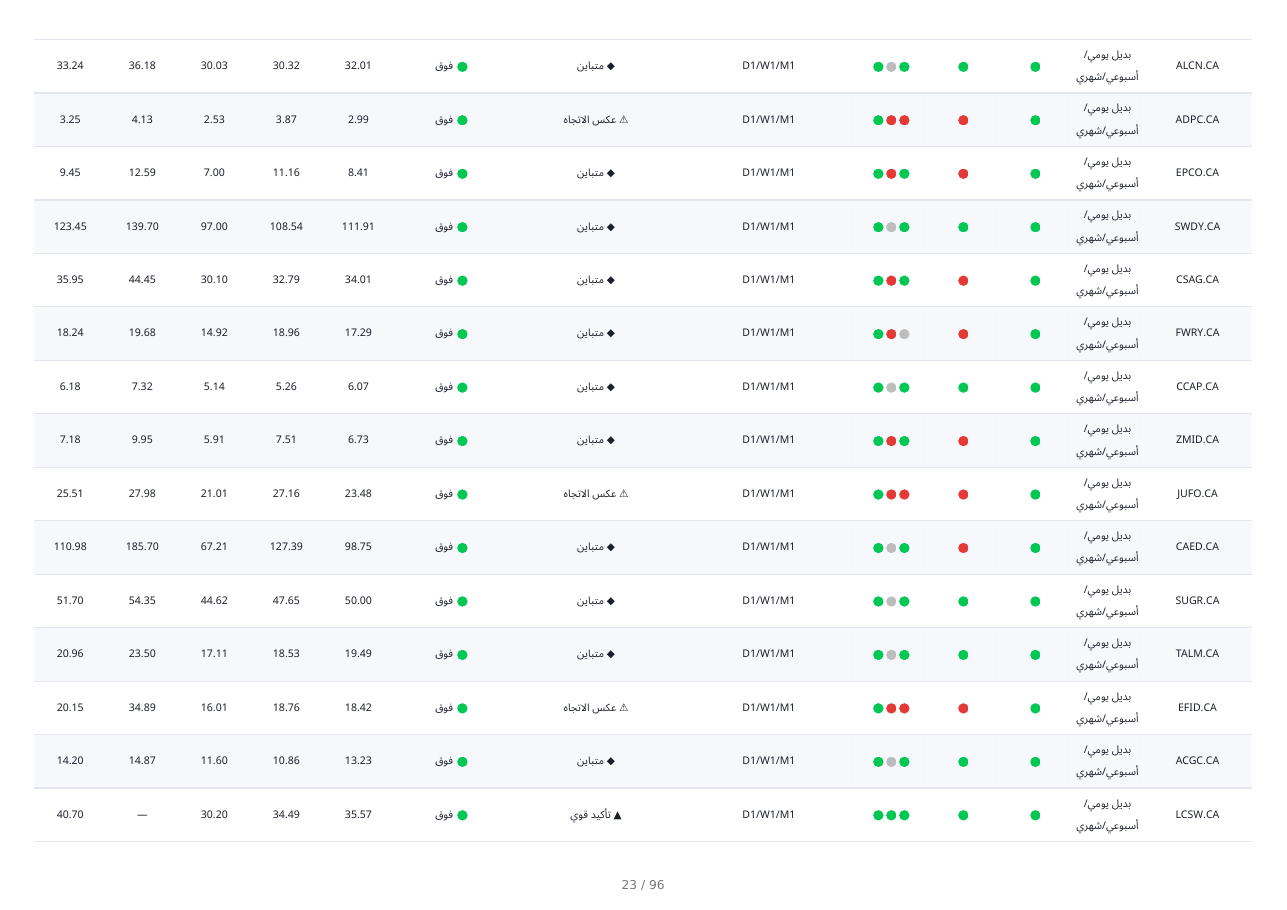 ALCN.CA بديل يومي/ أسبوعي/شهري D1/W1/M1 ◆ متباين فوق 32.01 30.32 30.03 36.18 33.24
ADPC.CA بديل يومي/ أسبوعي/شهري D1/W1/M1 ⚠ عكس الاتجاه فوق 2.99 3.87 2.53 4.13 3.25
EPCO.CA بديل يومي/ أسبوعي/شهري D1/W1/M1 ◆ متباين فوق 8.41 11.16 7.00 12.59 9.45
SWDY.CA بديل يومي/ أسبوعي/شهري D1/W1/M1 ◆ متباين فوق 111.91 108.54 97.00 139.70 123.45
CSAG.CA بديل يومي/ أسبوعي/شهري D1/W1/M1 ◆ متباين فوق 34.01 32.79 30.10 44.45 35.95
FWRY.CA بديل يومي/ أسبوعي/شهري D1/W1/M1 ◆ متباين فوق 17.29 18.96 14.92 19.68 18.24
CCAP.CA بديل يومي/ أسبوعي/شهري D1/W1/M1 ◆ متباين فوق 6.07 5.26 5.14 7.32 6.18
ZMID.CA بديل يومي/ أسبوعي/شهري D1/W1/M1 ◆ متباين فوق 6.73 7.51 5.91 9.95 7.18
JUFO.CA بديل يومي/ أسبوعي/شهري D1/W1/M1 ⚠ عكس الاتجاه فوق 23.48 27.16 21.01 27.98 25.51
CAED.CA بديل يومي/ أسبوعي/شهري D1/W1/M1 ◆ متباين فوق 98.75 127.39 67.21 185.70 110.98
SUGR.CA بديل يومي/ أسبوعي/شهري D1/W1/M1 ◆ متباين فوق 50.00 47.65 44.62 54.35 51.70
TALM.CA بديل يومي/ أسبوعي/شهري D1/W1/M1 ◆ متباين فوق 19.49 18.53 17.11 23.50 20.96
EFID.CA بديل يومي/ أسبوعي/شهري D1/W1/M1 ⚠ عكس الاتجاه فوق 18.42 18.76 16.01 34.89 20.15
ACGC.CA بديل يومي/ أسبوعي/شهري D1/W1/M1 ◆ متباين فوق 13.23 10.86 11.60 14.87 14.20
LCSW.CA بديل يومي/ أسبوعي/شهري D1/W1/M1 ▲ تأكيد قوي فوق 35.57 34.49 30.20 — 40.70
23 / 96